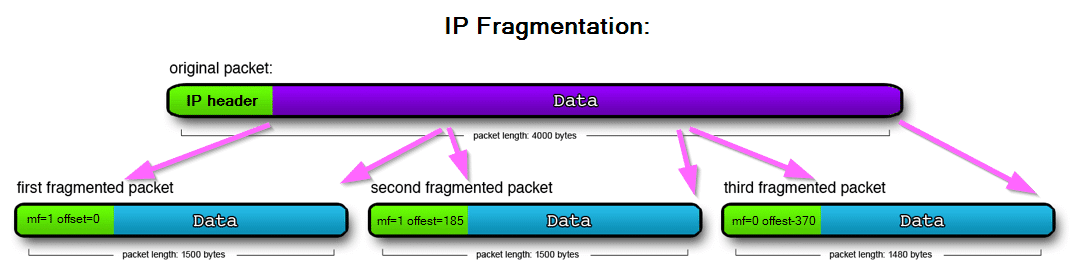 IP Fragmentation:
original packet:
IP header Data
packet length: 4000 bytes
first fragmented packet second fragmented packet third fragmented packet
mf=1 offset=0 Data mf=1 offest=185 Data mf=0 offest-370 Data
packet length: 1500 bytes packet length: 1500 bytes packet length: 1480 bytes